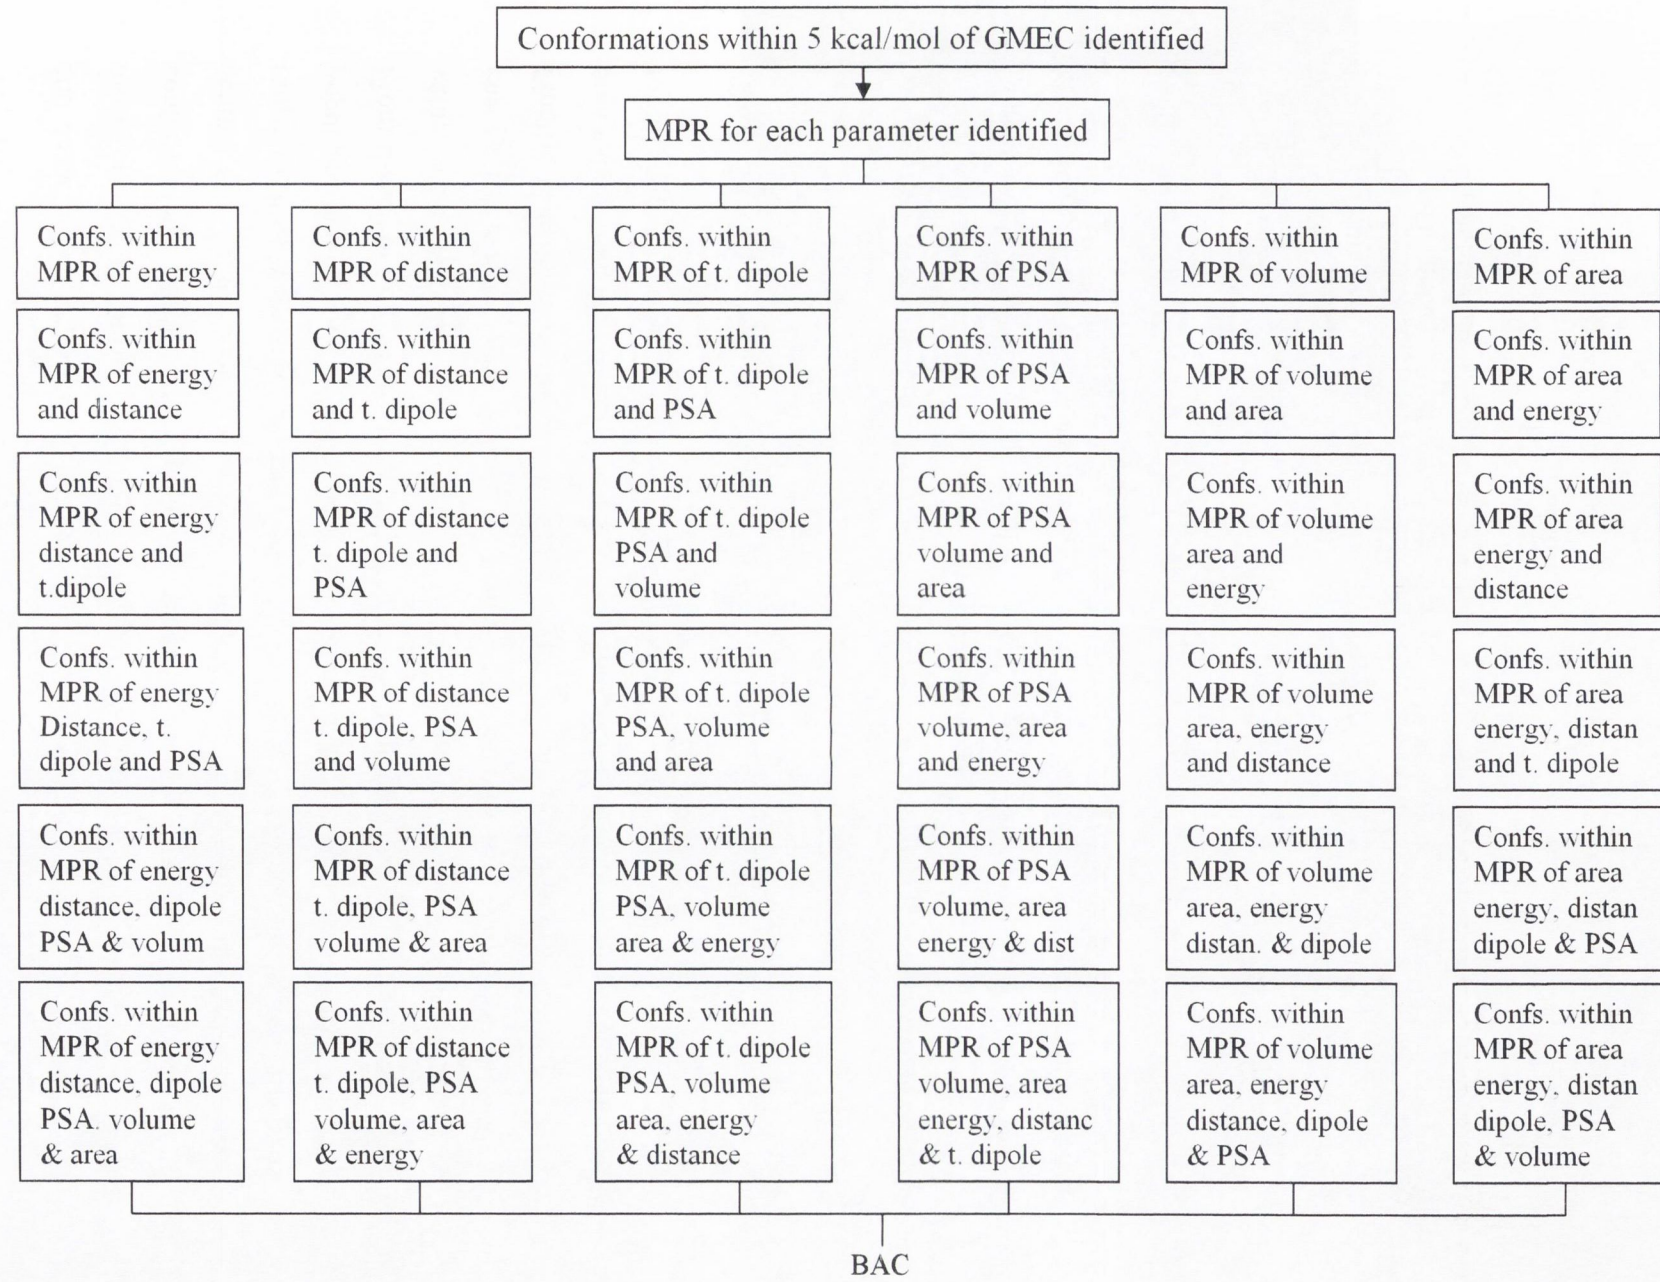 Conformations within 5 kcal/mol of GMEC identified
MPR for each parameter identified
Confs. within
MPR of energy
Confs. within
MPR of distance
Confs. within
MPR of t. dipole
Confs. within
MPR of PSA
Confs. within
MPR of volume
Confs. within
MPR of area
Confs. within
MPR of energy
and distance
Confs. within
MPR of distance
and t. dipole
Confs. within
MPR of t. dipole
and PSA
Confs. within
MPR of PSA
and volume
Confs. within
MPR of volume
and area
Confs. within
MPR of area
and energy
Confs. within
MPR of energy
distance and
t.dipole
Confs. within
MPR of distance
t. dipole and
PSA
Confs. within
MPR of t. dipole
PSA and
volume
Confs. within
MPR of PSA
volume and
area
Confs. within
MPR of volume
area and
energy
Confs. within
MPR of area
energy and
distance
Confs. within
MPR of energy
Distance, t.
dipole and PSA
Confs. within
MPR of distance
t. dipole, PSA
and volume
Confs. within
MPR of t. dipole
PSA, volume
and area
Confs. within
MPR of PSA
volume, area
and energy
Confs. within
MPR of volume
area, energy
and distance
Confs. within
MPR of area
energy, distan
and t. dipole
Confs. within
MPR of energy
distance, dipole
PSA & volum
Confs. within
MPR of distance
t. dipole, PSA
volume & area
Confs. within
MPR of t. dipole
PSA, volume
area & energy
Confs. within
MPR of PSA
volume, area
energy & dist
Confs. within
MPR of volume
area, energy
distan. & dipole
Confs. within
MPR of area
energy, distan
dipole & PSA
Confs. within
MPR of energy
distance, dipole
PSA, volume
& area
Confs. within
MPR of distance
t. dipole, PSA
volume, area
& energy
Confs. within
MPR of t. dipole
PSA, volume
area, energy
& distance
Confs. within
MPR of PSA
volume, area
energy, distanc
& t. dipole
Confs. within
MPR of volume
area, energy
distance, dipole
& PSA
Confs. within
MPR of area
energy, distan
dipole, PSA
& volume
BAC